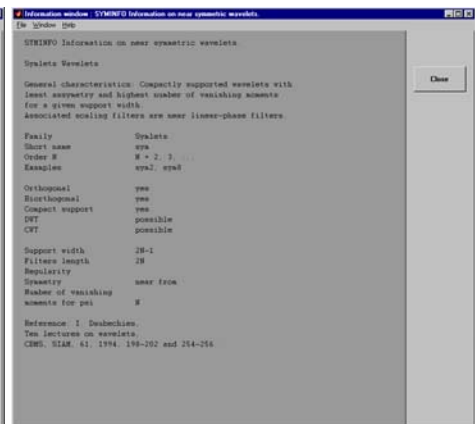 Information window : SYMINFO Information on near symmetric wavelets.
File Window Help
SYMINFO Information on near symmetric wavelets.
Symlets Wavelets
General characteristics: Compactly supported wavelets with
least assymetry and highest number of vanishing moments
for a given support width.
Associated scaling filters are near linear-phase filters.
Family Symlets
Short name sym
Order N N = 2, 3, ...
Examples sym2, sym8
Orthogonal yes
Biorthogonal yes
Compact support yes
DWT possible
CWT possible
Support width 2N-1
Filters length 2N
Regularity
Symmetry near from
Number of vanishing
moments for psi N
Reference: I. Daubechies,
Ten lectures on wavelets,
CBMS, SIAM, 61, 1994, 198-202 and 254-256.
Close